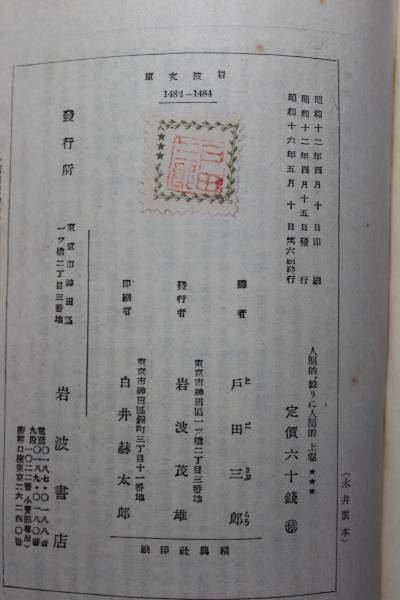 岩波文庫
1482-1484
昭和十二年四月十日印刷
昭和十二年四月十五日發行
昭和十六年五月十日第六刷發行
人間的、餘りに人間的 上卷 ★★★
定價六十錢
譯者 戸田三郎
發行者 岩波茂雄
東京市神田區一ツ橋二丁目三番地
印刷者 白井赫太郎
東京市神田區錦町三丁目十一番地
發行所 岩波書店
東京市神田區
一ツ橋二丁目三番地
精興社印刷
(永井製本)
戸田